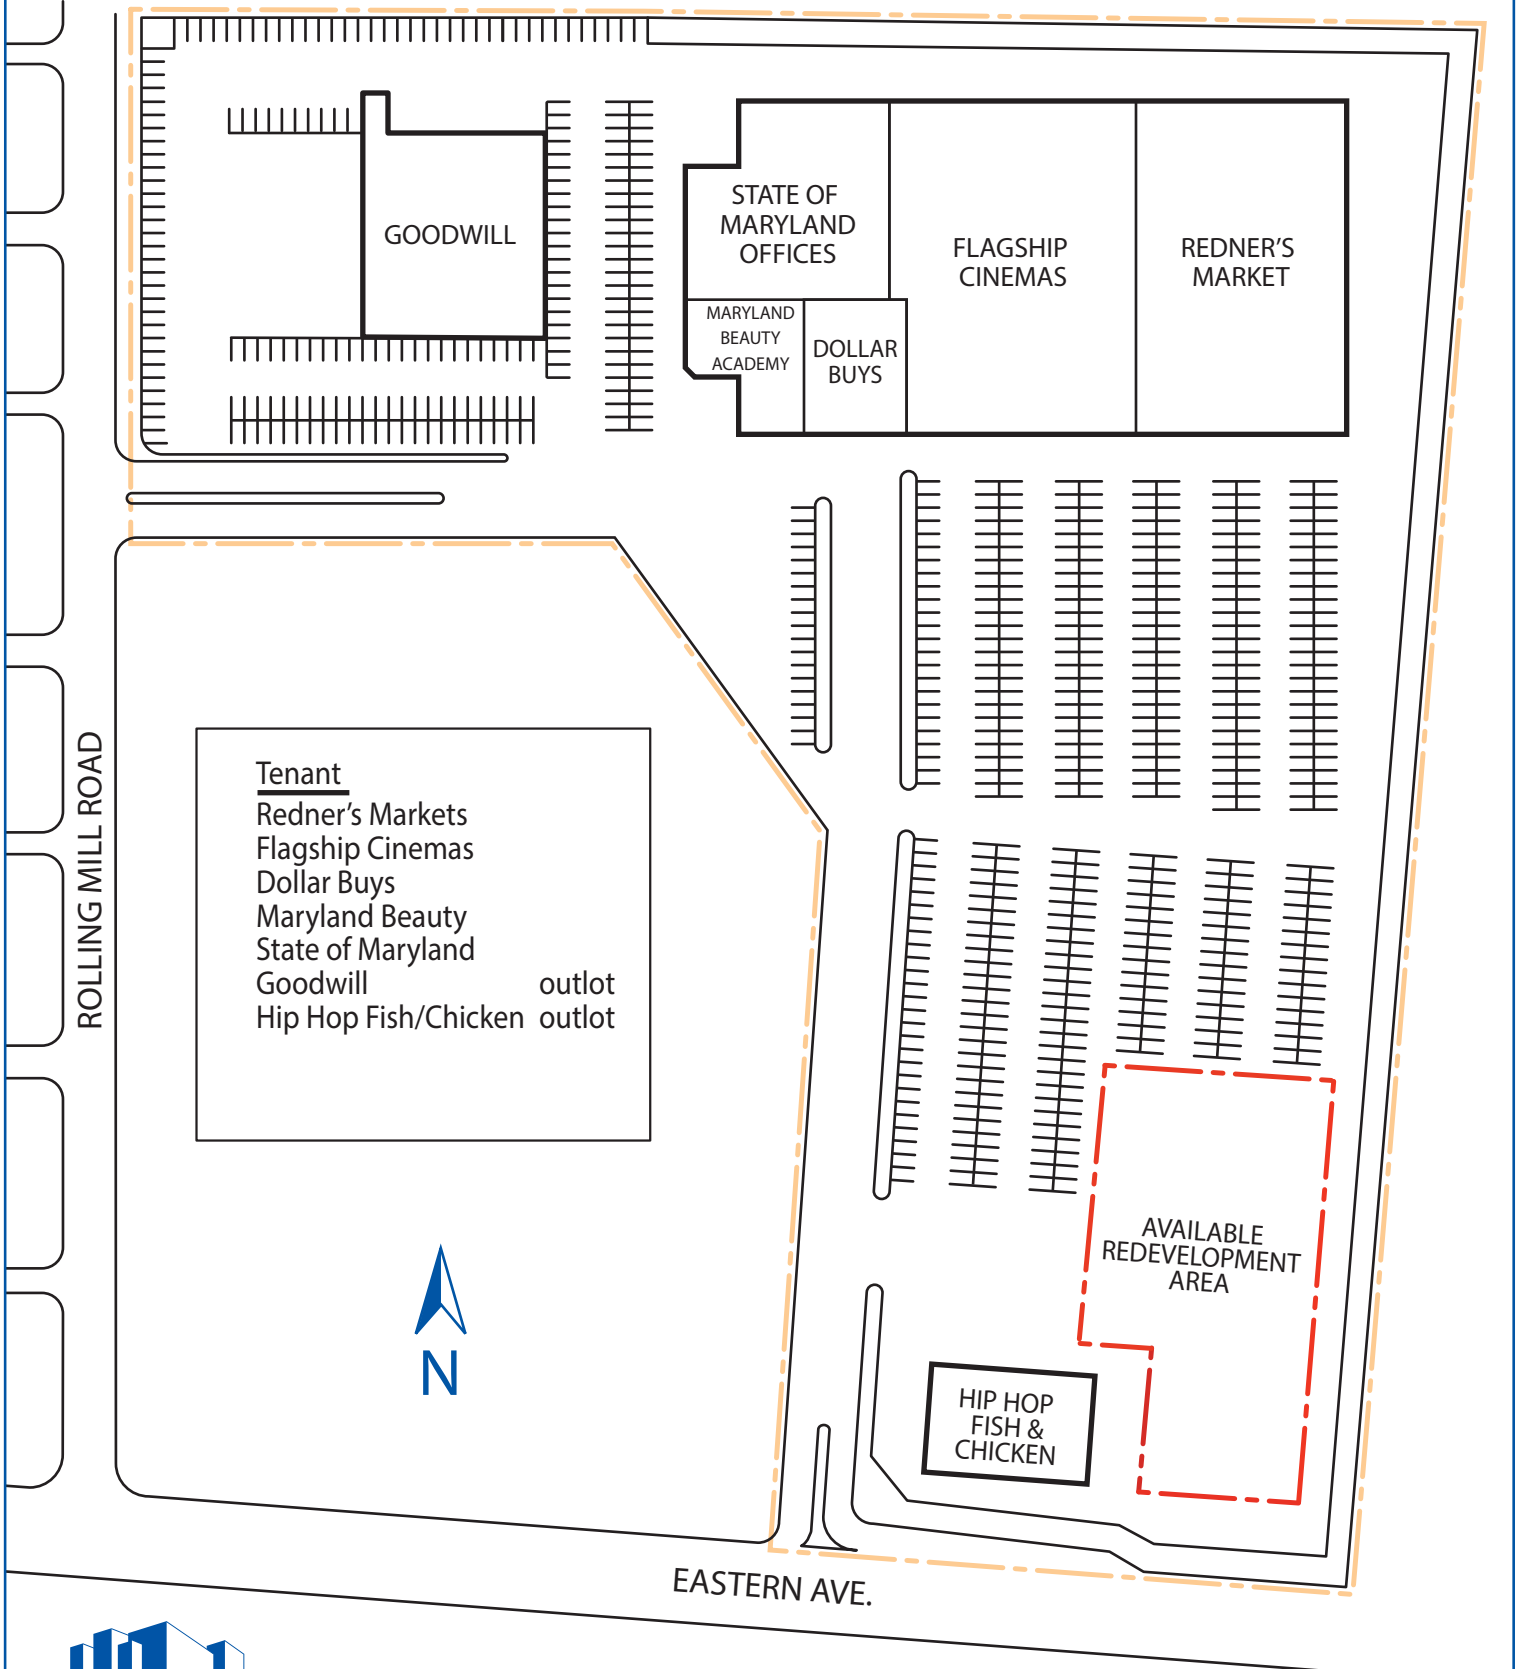 GOODWILL
STATE OF
MARYLAND
OFFICES
FLAGSHIP
CINEMAS
REDNER'S
MARKET
MARYLAND
BEAUTY
ACADEMY
DOLLAR
BUYS
ROLLING MILL ROAD
Tenant
Redner's Markets
Flagship Cinemas
Dollar Buys
Maryland Beauty
State of Maryland
Goodwill outlot
Hip Hop Fish/Chicken outlot
AVAILABLE
REDEVELOPMENT
AREA
N
HIP HOP
FISH &
CHICKEN
EASTERN AVE.